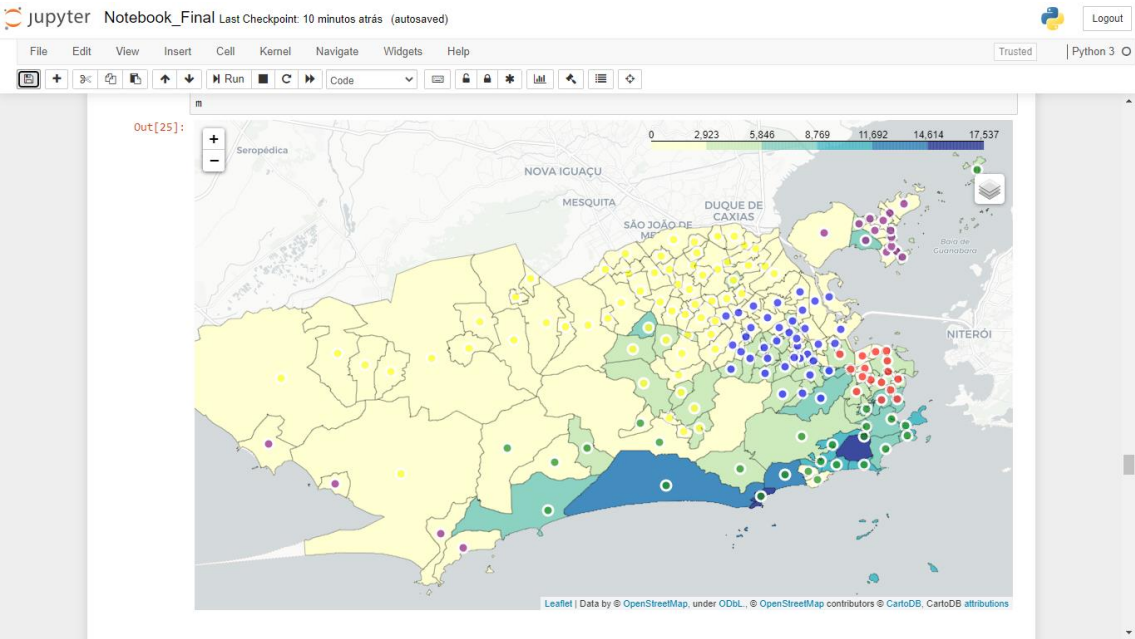 jupyter Notebook_Final Last Checkpoint: 10 minutos atrás (autosaved)
Logout
File Edit View Insert Cell Kernel Navigate Widgets Help
Trusted
Python 3
Run
Code
m
Out[25]:
+
−
0 2,923 5,846 8,769 11,692 14,614 17,537
Seropédica
NOVA IGUAÇU
MESQUITA
DUQUE DE
CAXIAS
SÃO JOÃO DE
Baía de
Guanabara
NITERÓI
Leaflet | Data by © OpenStreetMap, under ODbL., © OpenStreetMap contributors © CartoDB, CartoDB attributions